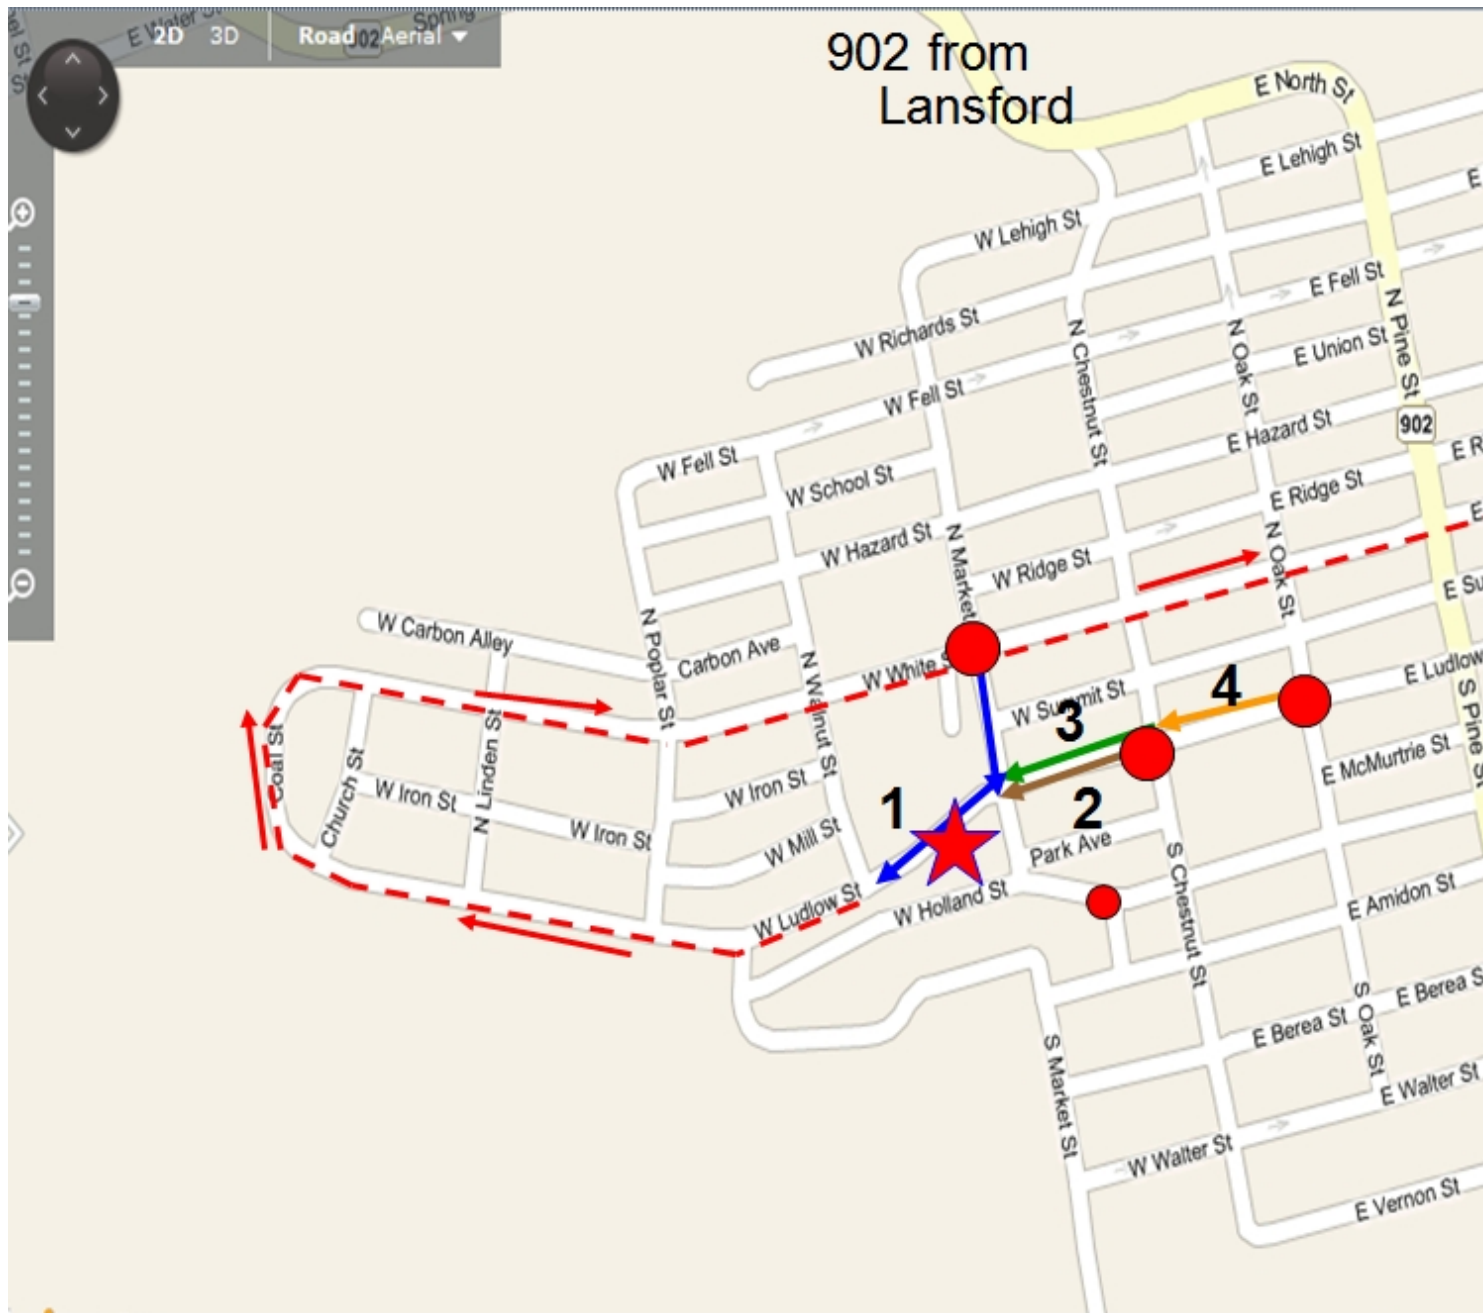 E Water St
Spring
2D 3D Road Aerial
902
902 from
Lansford
E North St
E Lehigh St
W Lehigh St
E
E Fell St
W Richards St
N Chestnut St
N Oak St
N Pine St
E Union St
W Fell St
902
E Hazard St
W Fell St
W School St
E Ridge St
E R
W Hazard St
N Market
W Ridge St
N Oak St
E
E Su
W Carbon Alley
N Poplar St
Carbon Ave
N Walnut St
W White S
E Ludlow
W Summit St
4
3
S Pine St
Coal St
Church St
N Linden St
W Iron St
W Iron St
W Iron St
1
2
E McMurtrie St
W Mill St
Park Ave
S Chestnut St
W Ludlow St
W Holland St
E Amidon St
E Berea S
E Berea St
S Oak St
S Market St
E Walter St
W Walter St
E Vernon St